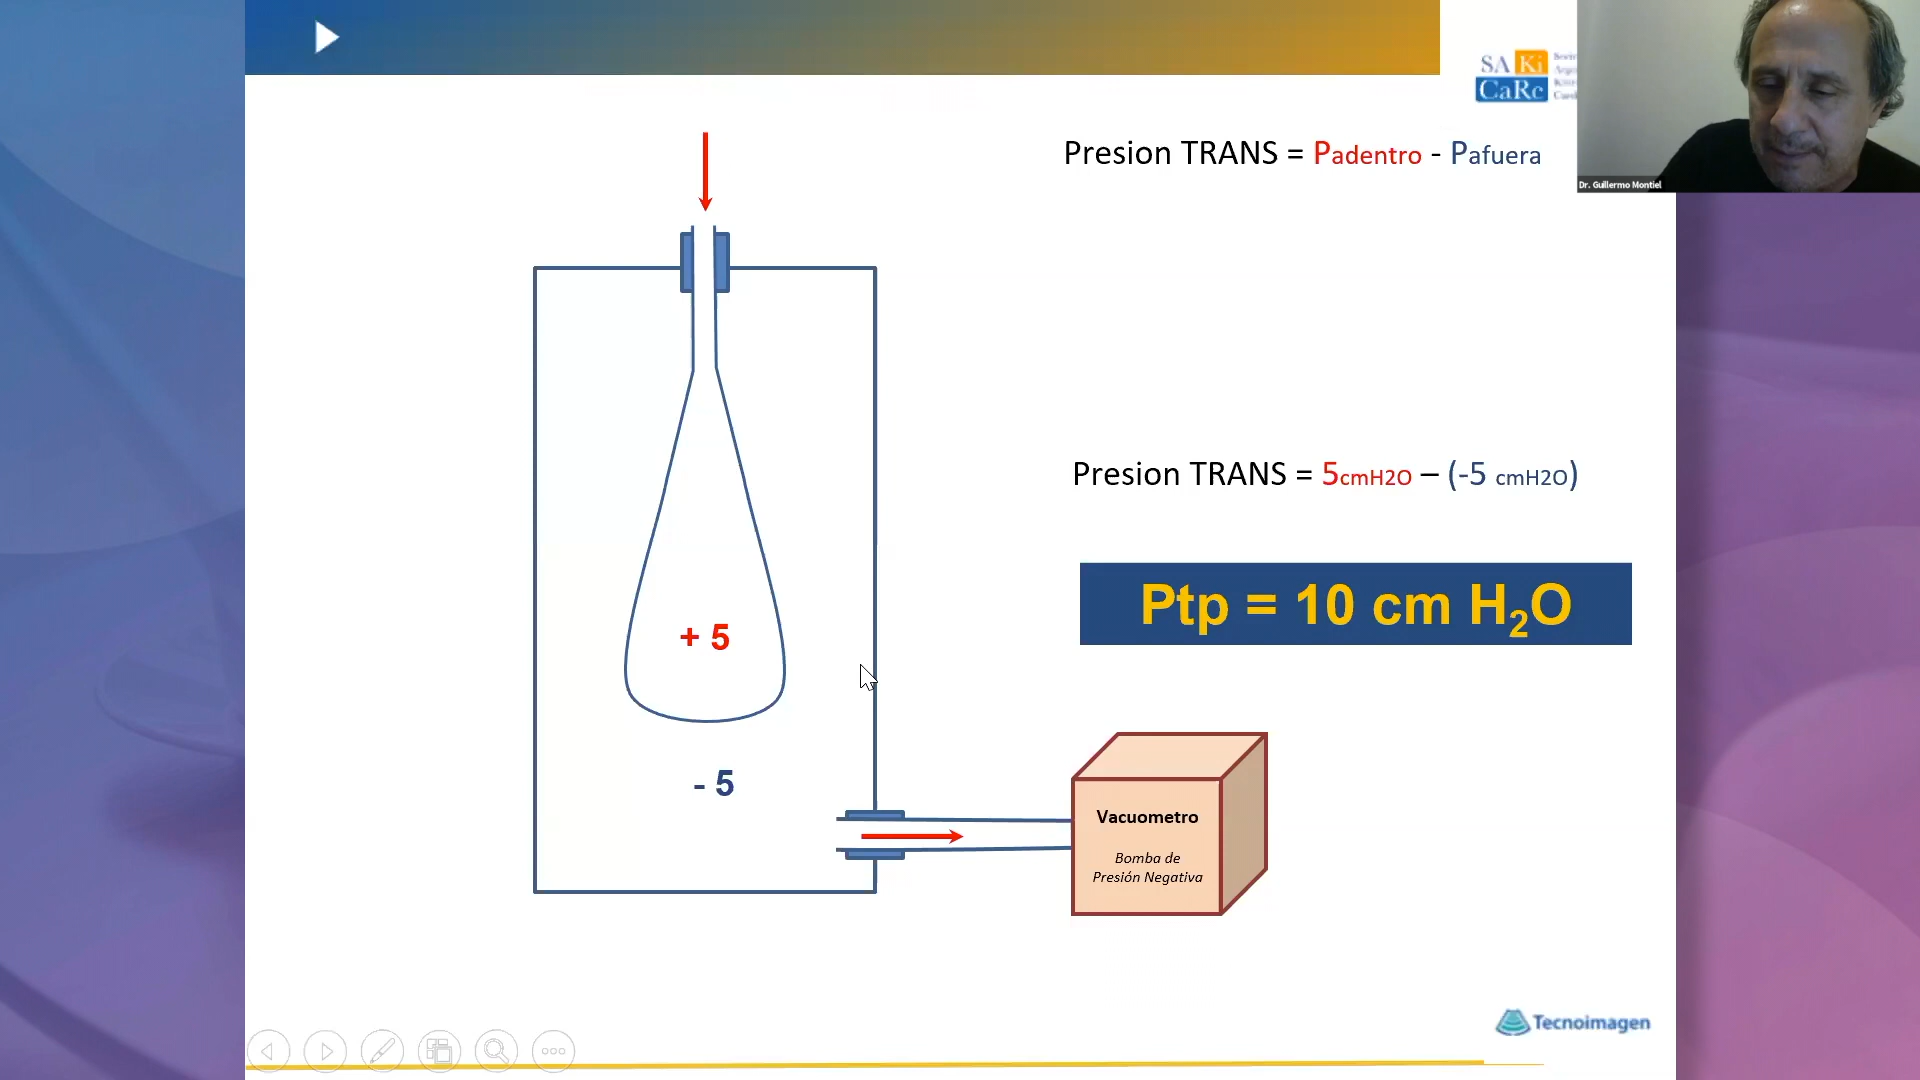 SA Ki
CaRe
Dr. Guillermo Montiel
Presion TRANS = Padentro - Pafuera
Presion TRANS = 5cmH2O – (-5 cmH2O)
Ptp = 10 cm H₂O
+ 5
- 5
Vacuometro
Bomba de
Presión Negativa
Tecnoimagen